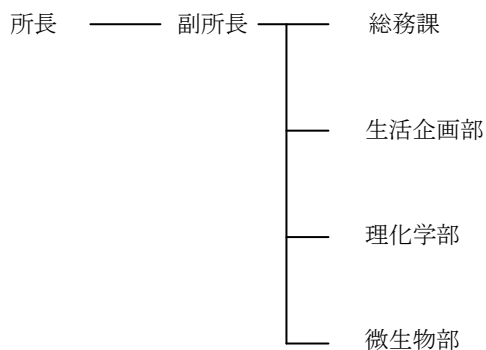 所長 副所長 総務課
生活企画部
理化学部
微生物部